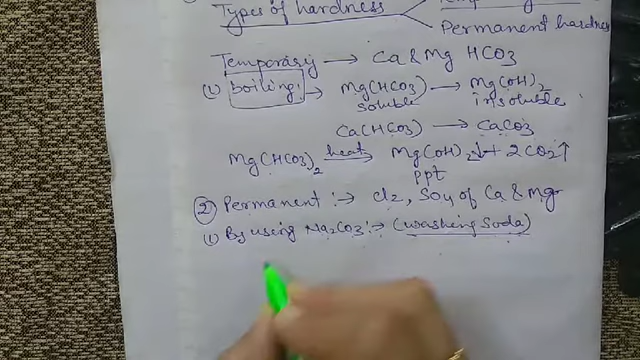 Types of hardness
Permanent hardness
Temporary → Ca & Mg HCO3
(1) Boiling: → Mg(HCO3) → Mg(OH)2
soluble insoluble
Ca(HCO3) → CaCO3
Mg(HCO3)2 heat→ Mg(OH)2↓ + 2CO2↑
ppt
(2) Permanent :→ Cl2, SO4 of Ca & Mg
(1) By using Na2CO3 :→ (washing soda)